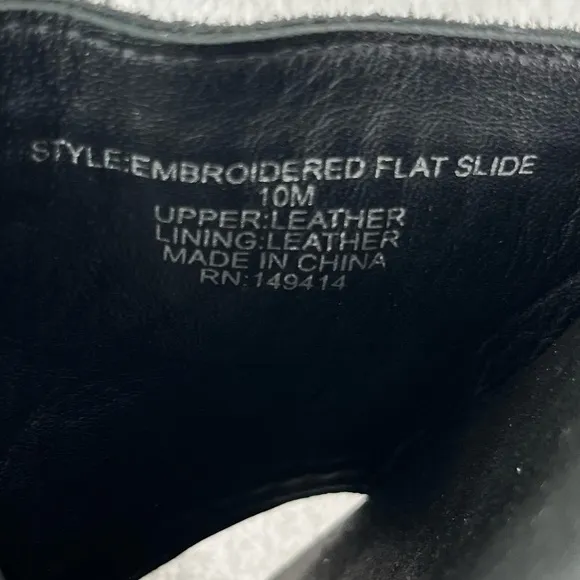 STYLE:EMBROIDERED FLAT SLIDE
10M
UPPER:LEATHER
LINING:LEATHER
MADE IN CHINA
RN:149414